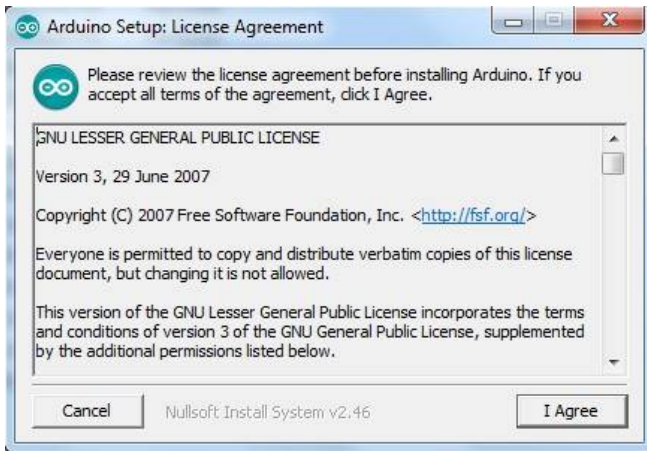 Arduino Setup: License Agreement
Please review the license agreement before installing Arduino. If you
accept all terms of the agreement, click I Agree.
GNU LESSER GENERAL PUBLIC LICENSE
Version 3, 29 June 2007
Copyright (C) 2007 Free Software Foundation, Inc. <http://fsf.org/>
Everyone is permitted to copy and distribute verbatim copies of this license
document, but changing it is not allowed.
This version of the GNU Lesser General Public License incorporates the terms
and conditions of version 3 of the GNU General Public License, supplemented
by the additional permissions listed below.
Cancel
Nullsoft Install System v2.46
I Agree